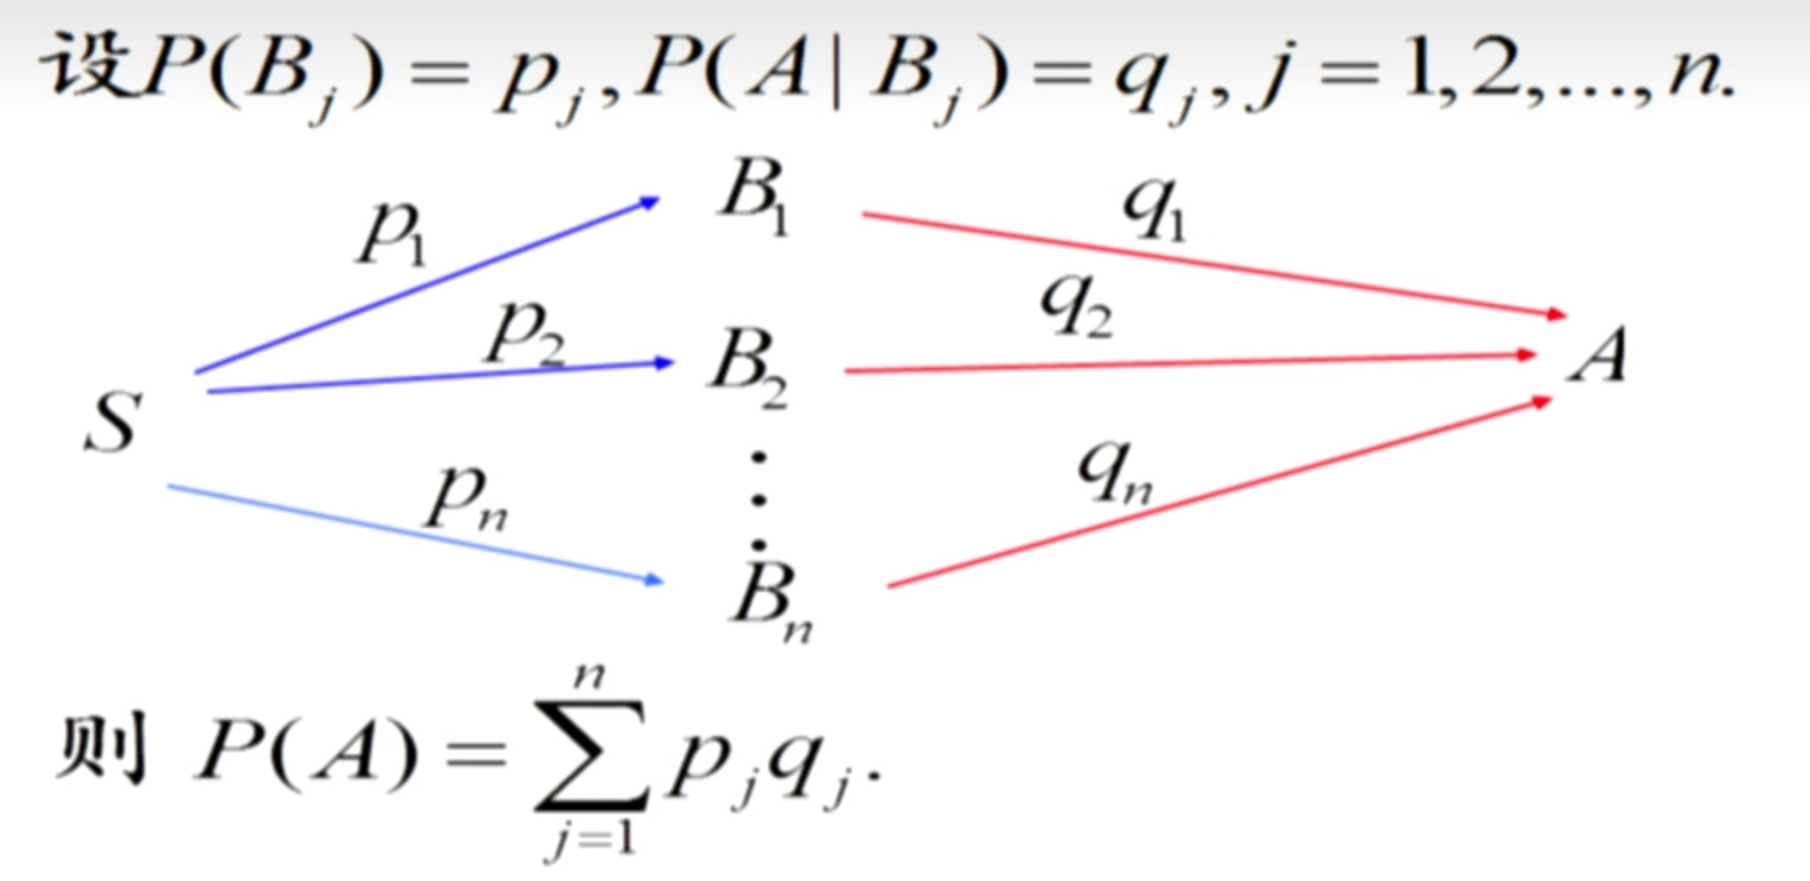 设P(B_j) = p_j, P(A | B_j) = q_j, j = 1,2,...,n.
B_1
p_1
q_1
p_2
q_2
B_2
A
S
p_n
q_n
⋮
B_n
则 P(A) = \sum_{j=1}^{n} p_j q_j.